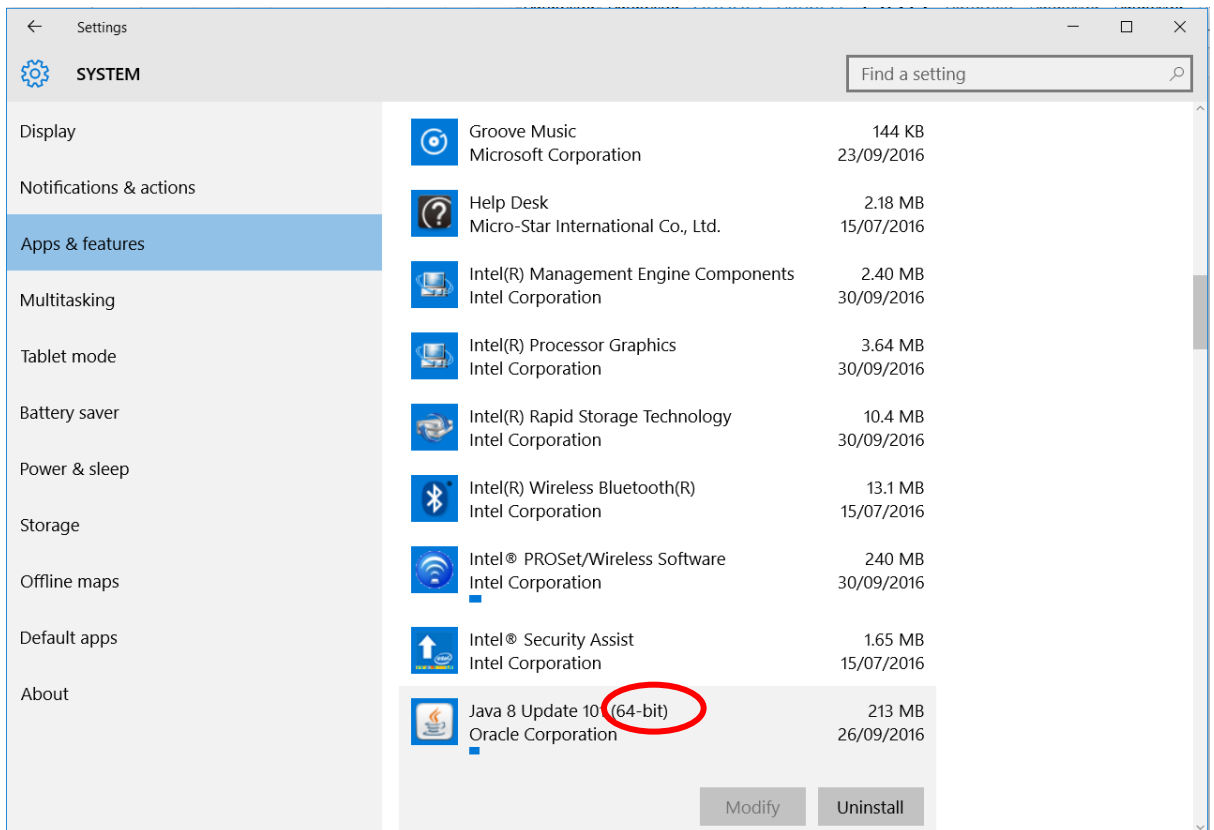 Settings
SYSTEM
Find a setting
Display
Notifications & actions
Apps & features
Multitasking
Tablet mode
Battery saver
Power & sleep
Storage
Offline maps
Default apps
About
Groove Music 144 KB
Microsoft Corporation 23/09/2016
Help Desk 2.18 MB
Micro-Star International Co., Ltd. 15/07/2016
Intel(R) Management Engine Components 2.40 MB
Intel Corporation 30/09/2016
Intel(R) Processor Graphics 3.64 MB
Intel Corporation 30/09/2016
Intel(R) Rapid Storage Technology 10.4 MB
Intel Corporation 30/09/2016
Intel(R) Wireless Bluetooth(R) 13.1 MB
Intel Corporation 15/07/2016
Intel® PROSet/Wireless Software 240 MB
Intel Corporation 30/09/2016
Intel® Security Assist 1.65 MB
Intel Corporation 15/07/2016
Java 8 Update 101 (64-bit) 213 MB
Oracle Corporation 26/09/2016
Modify Uninstall